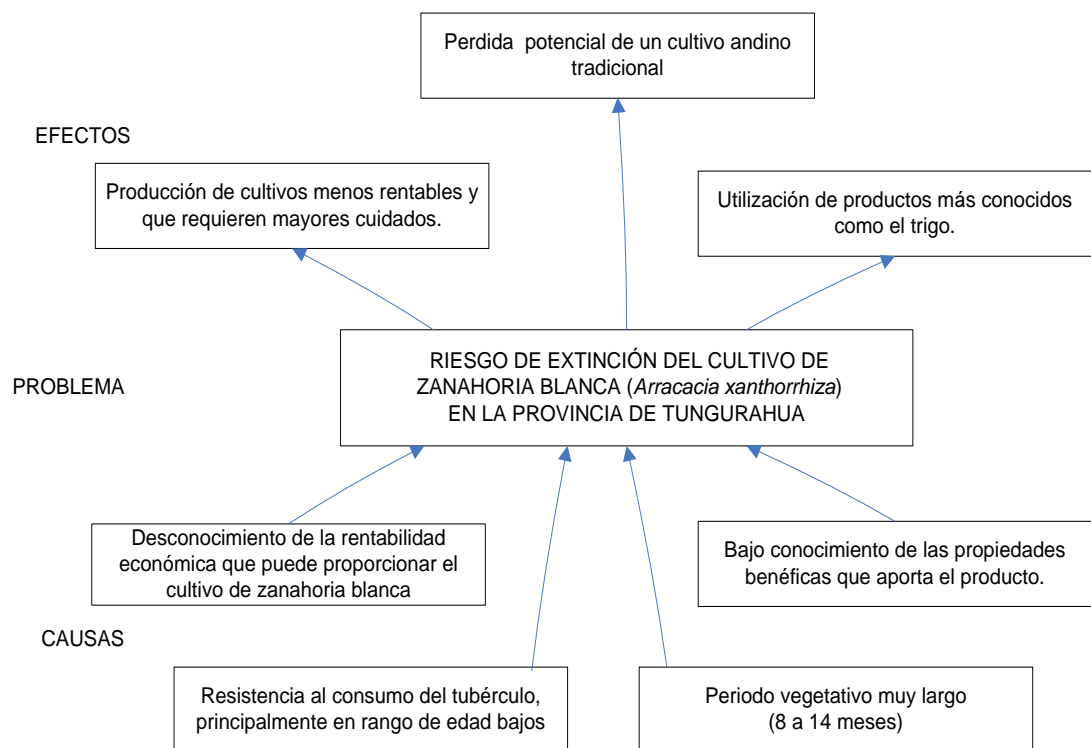 Perdida potencial de un cultivo andino
tradicional
EFECTOS
Producción de cultivos menos rentables y
que requieren mayores cuidados.
Utilización de productos más conocidos
como el trigo.
PROBLEMA
RIESGO DE EXTINCIÓN DEL CULTIVO DE
ZANAHORIA BLANCA (Arracacia xanthorrhiza)
EN LA PROVINCIA DE TUNGURAHUA
Desconocimiento de la rentabilidad
económica que puede proporcionar el
cultivo de zanahoria blanca
Bajo conocimiento de las propiedades
benéficas que aporta el producto.
CAUSAS
Resistencia al consumo del tubérculo,
principalmente en rango de edad bajos
Periodo vegetativo muy largo
(8 a 14 meses)